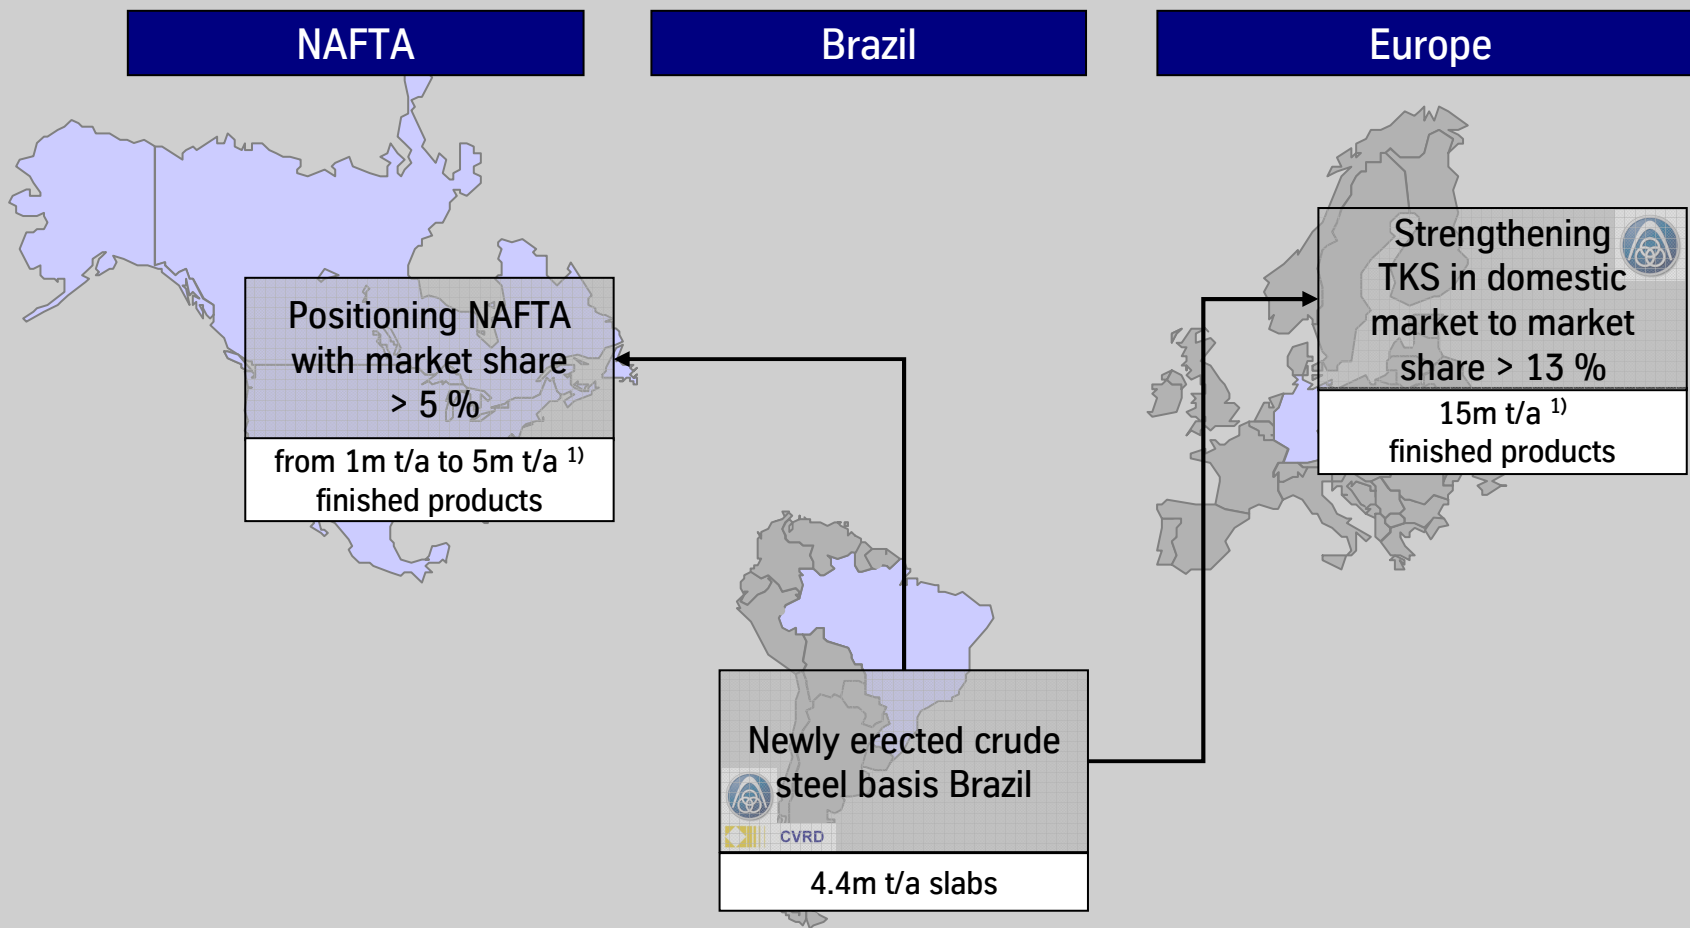 NAFTA
Brazil
Europe
Positioning NAFTA
with market share
> 5 %
from 1m t/a to 5m t/a 1)
finished products
Strengthening
TKS in domestic
market to market
share > 13 %
15m t/a 1)
finished products
Newly erected crude
steel basis Brazil
CVRD
4.4m t/a slabs